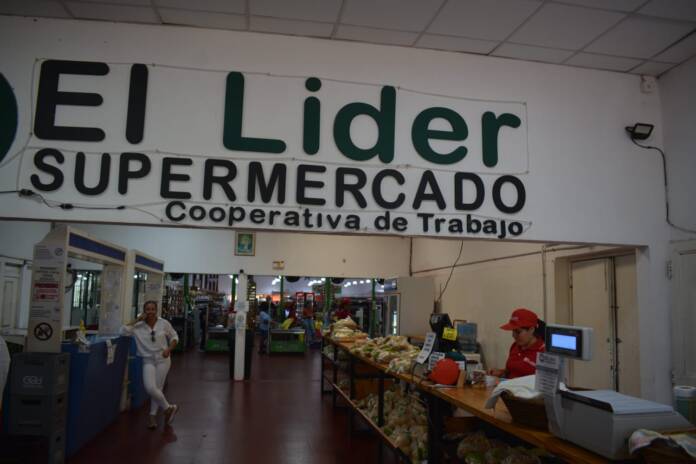 El Lider
SUPERMERCADO
Cooperativa de Trabajo